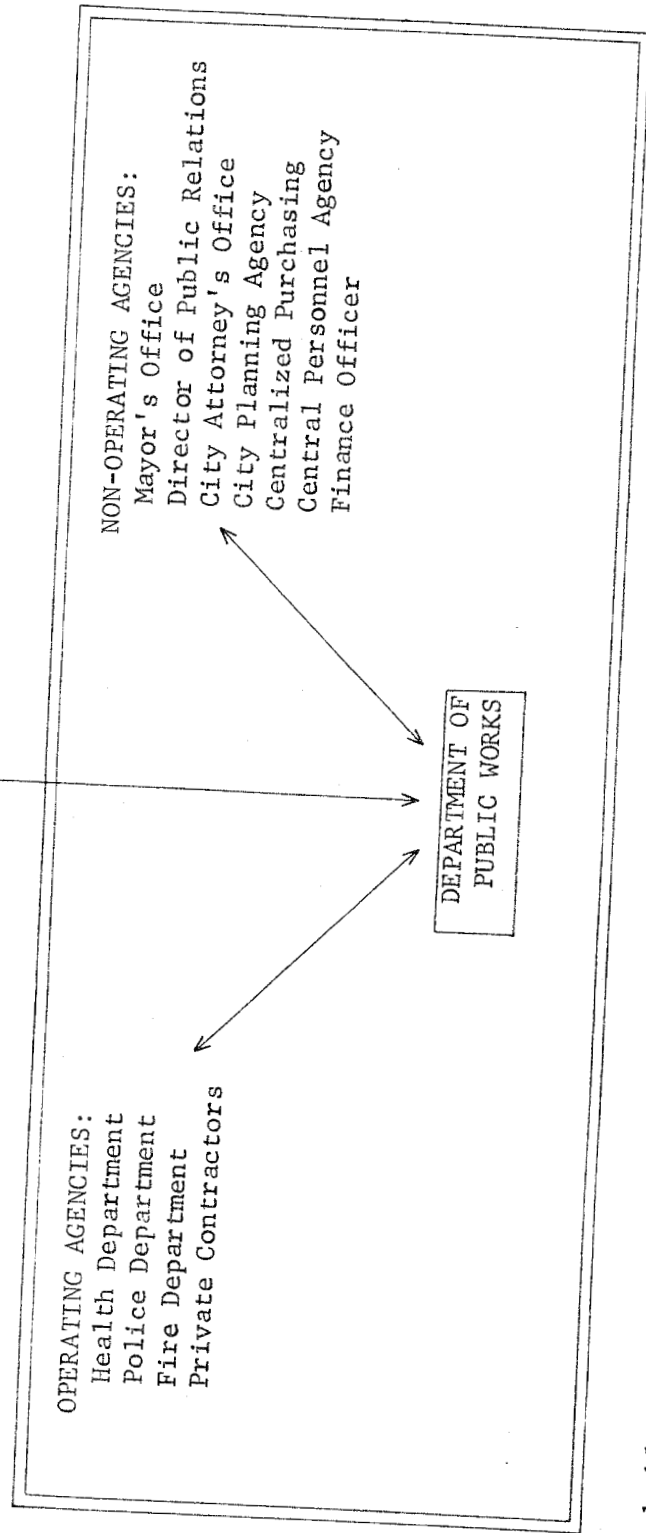 OPERATING AGENCIES:
Health Department
Police Department
Fire Department
Private Contractors
NON-OPERATING AGENCIES:
Mayor's Office
Director of Public Relations
City Attorney's Office
City Planning Agency
Centralized Purchasing
Central Personnel Agency
Finance Officer
DEPARTMENT OF
PUBLIC WORKS